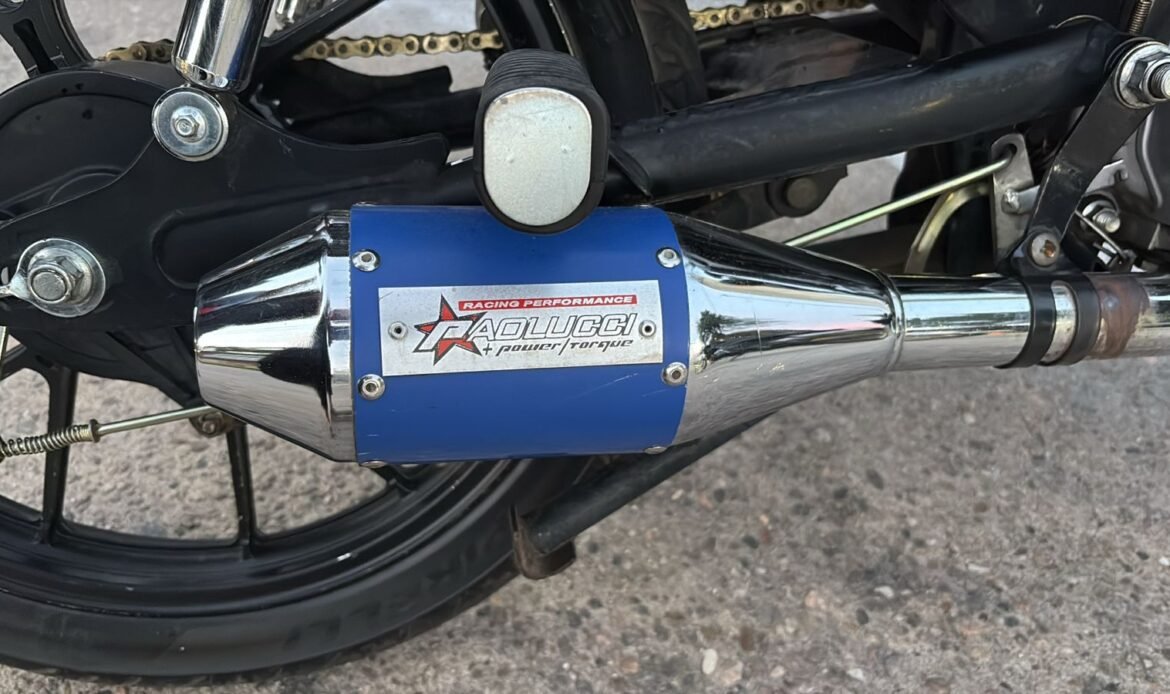 RACING PERFORMANCE
PAOLUCCI
+ power/Torque